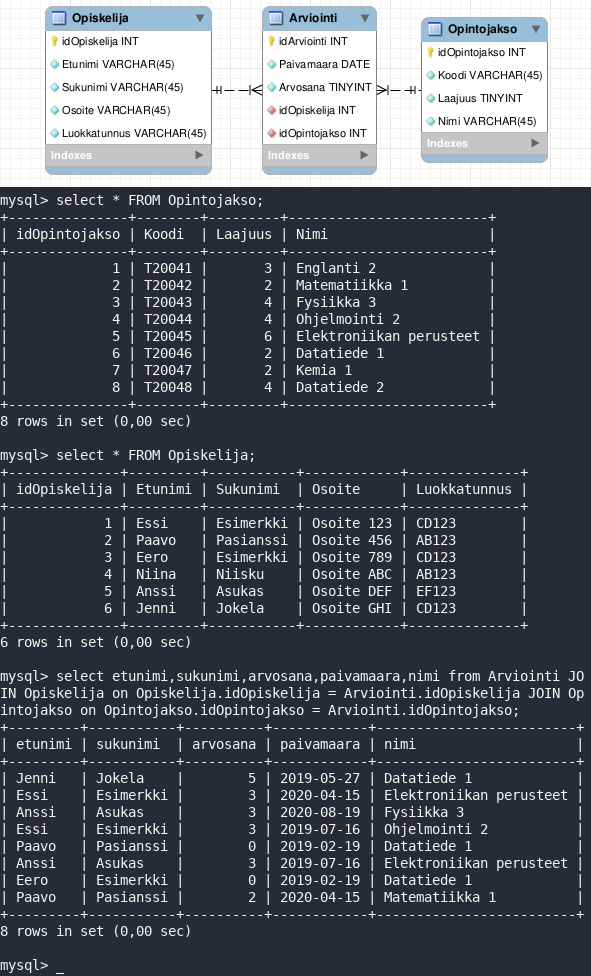 Opiskelija
idOpiskelija INT
Etunimi VARCHAR(45)
Sukunimi VARCHAR(45)
Osoite VARCHAR(45)
Luokkatunnus VARCHAR(45)
Indexes
Arviointi
idArviointi INT
Paivamaara DATE
Arvosana TINYINT
idOpiskelija INT
idOpintojakso INT
Indexes
Opintojakso
idOpintojakso INT
Koodi VARCHAR(45)
Laajuus TINYINT
Nimi VARCHAR(45)
Indexes
mysql> select * FROM Opintojakso;
+--------------+--------+---------+-------------------------+
| idOpintojakso | Koodi  | Laajuus | Nimi                    |
+--------------+--------+---------+-------------------------+
|             1 | T20041 |       3 | Englanti 2              |
|             2 | T20042 |       2 | Matematiikka 1          |
|             3 | T20043 |       4 | Fysiikka 3              |
|             4 | T20044 |       4 | Ohjelmointi 2           |
|             5 | T20045 |       6 | Elektroniikan perusteet |
|             6 | T20046 |       2 | Datatiede 1             |
|             7 | T20047 |       2 | Kemia 1                 |
|             8 | T20048 |       4 | Datatiede 2             |
+--------------+--------+---------+-------------------------+
8 rows in set (0,00 sec)
mysql> select * FROM Opiskelija;
+--------------+---------+-----------+------------+--------------+
| idOpiskelija | Etunimi | Sukunimi  | Osoite     | Luokkatunnus |
+--------------+---------+-----------+------------+--------------+
|            1 | Essi    | Esimerkki | Osoite 123 | CD123        |
|            2 | Paavo   | Pasianssi | Osoite 456 | AB123        |
|            3 | Eero    | Esimerkki | Osoite 789 | CD123        |
|            4 | Niina   | Niisku    | Osoite ABC | AB123        |
|            5 | Anssi   | Asukas    | Osoite DEF | EF123        |
|            6 | Jenni   | Jokela    | Osoite GHI | CD123        |
+--------------+---------+-----------+------------+--------------+
6 rows in set (0,00 sec)
mysql> select etunimi,sukunimi,arvosana,paivamaara,nimi from Arviointi JO
IN Opiskelija on Opiskelija.idOpiskelija = Arviointi.idOpiskelija JOIN Op
intojakso on Opintojakso.idOpintojakso = Arviointi.idOpintojakso;
+---------+-----------+----------+------------+-------------------------+
| etunimi | sukunimi  | arvosana | paivamaara | nimi                    |
+---------+-----------+----------+------------+-------------------------+
| Jenni   | Jokela    |        5 | 2019-05-27 | Datatiede 1             |
| Essi    | Esimerkki |        3 | 2020-04-15 | Elektroniikan perusteet |
| Anssi   | Asukas    |        3 | 2020-08-19 | Fysiikka 3              |
| Essi    | Esimerkki |        3 | 2019-07-16 | Ohjelmointi 2           |
| Paavo   | Pasianssi |        0 | 2019-02-19 | Datatiede 1             |
| Anssi   | Asukas    |        3 | 2019-07-16 | Elektroniikan perusteet |
| Eero    | Esimerkki |        0 | 2019-02-19 | Datatiede 1             |
| Paavo   | Pasianssi |        2 | 2020-04-15 | Matematiikka 1          |
+---------+-----------+----------+------------+-------------------------+
8 rows in set (0,00 sec)
mysql> _